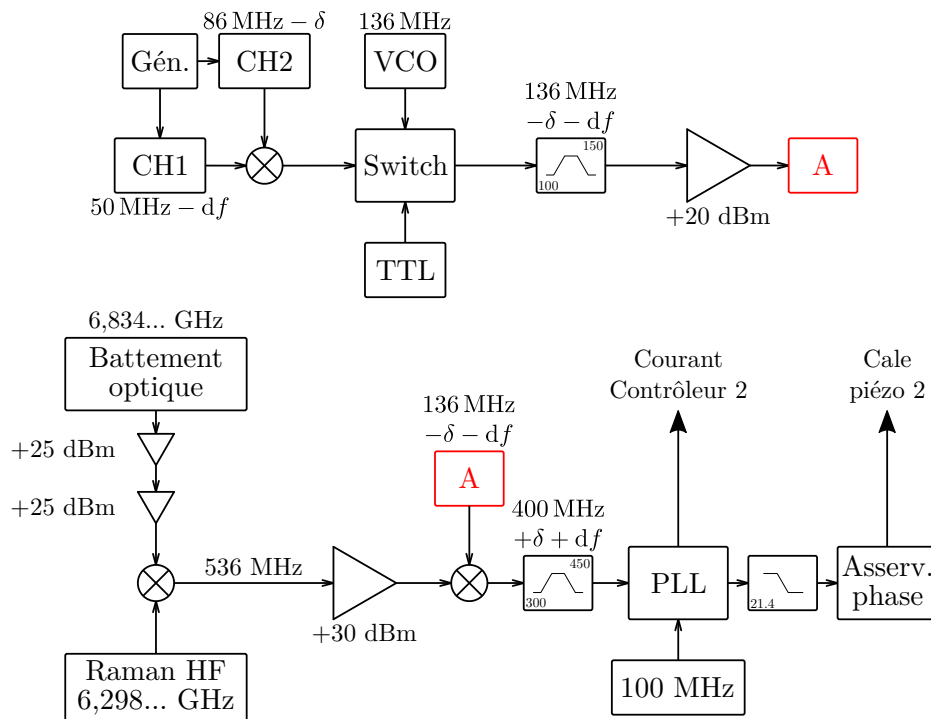 86 MHz − δ
136 MHz
Gén.
CH2
VCO
136 MHz
−δ − df
150
CH1
Switch
100
A
50 MHz − df
+20 dBm
TTL
6,834... GHz
Battement
optique
Courant
Contrôleur 2
Cale
piézo 2
136 MHz
−δ − df
+25 dBm
A
+25 dBm
400 MHz
+δ + df
450
536 MHz
PLL
Asserv.
phase
300
21.4
+30 dBm
Raman HF
6,298... GHz
100 MHz